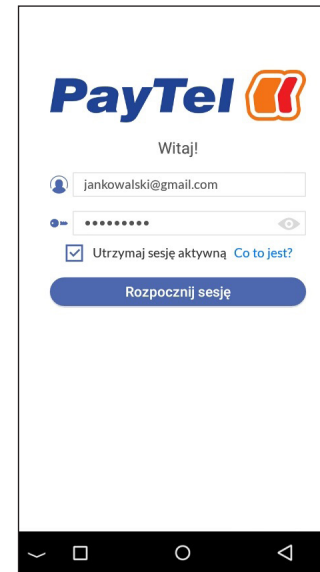 PayTel
Witaj!
jankowalski@gmail.com
•••••••••
Utrzymaj sesję aktywną Co to jest?
Rozpocznij sesję